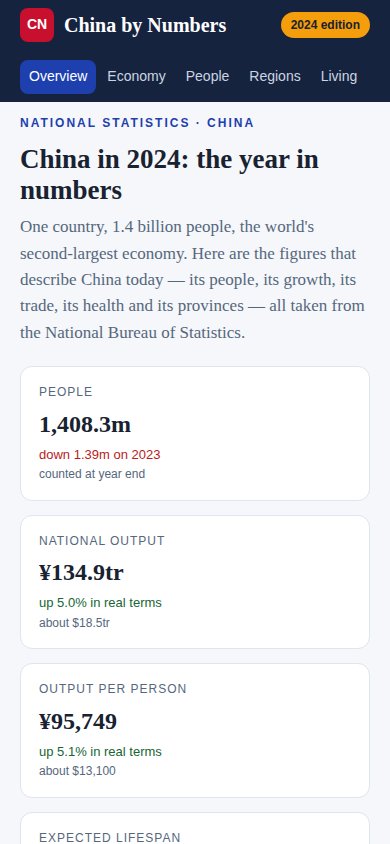 CN
China by Numbers
2024 edition
Overview
Economy
People
Regions
Living
NATIONAL STATISTICS · CHINA
China in 2024: the year in
numbers
One country, 1.4 billion people, the world's
second-largest economy. Here are the figures that
describe China today — its people, its growth, its
trade, its health and its provinces — all taken from
the National Bureau of Statistics.
PEOPLE
1,408.3m
down 1.39m on 2023
counted at year end
NATIONAL OUTPUT
¥134.9tr
up 5.0% in real terms
about $18.5tr
OUTPUT PER PERSON
¥95,749
up 5.1% in real terms
about $13,100
EXPECTED LIFESPAN